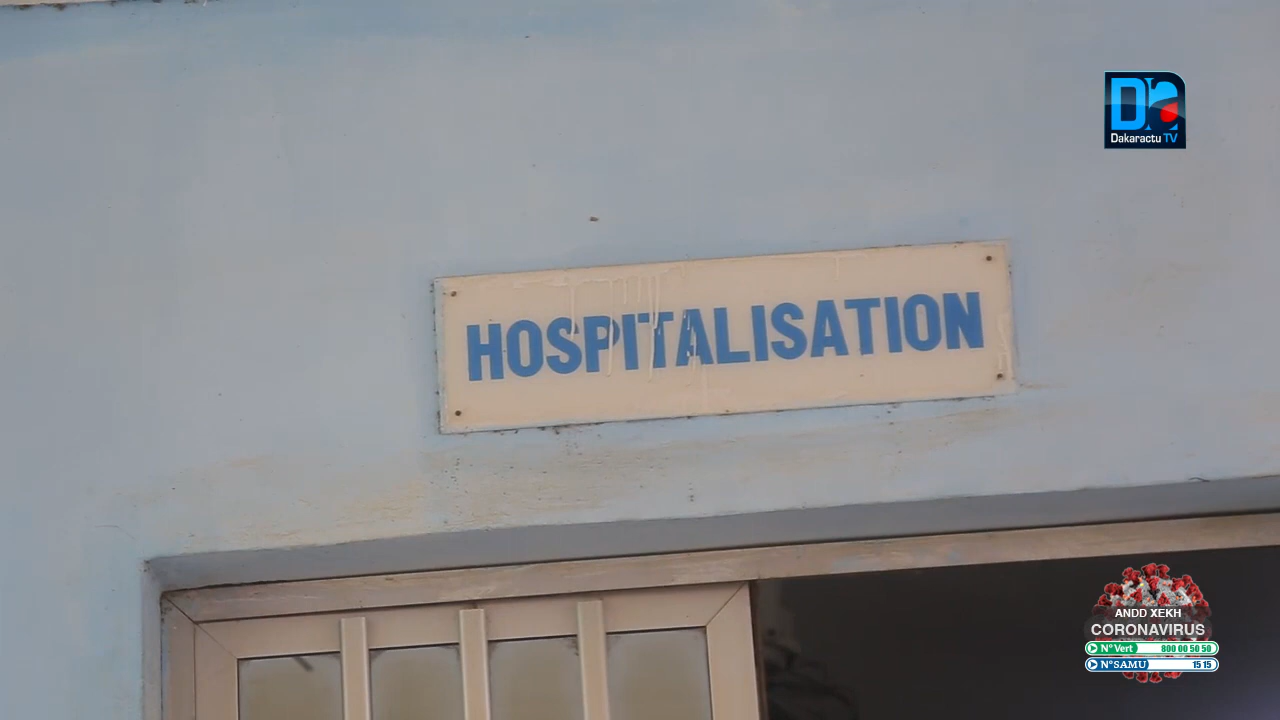 Dakaractu TV
HOSPITALISATION
ANDD XEKH
CORONAVIRUS
N° Vert 800 00 50 50
N° SAMU 15 15